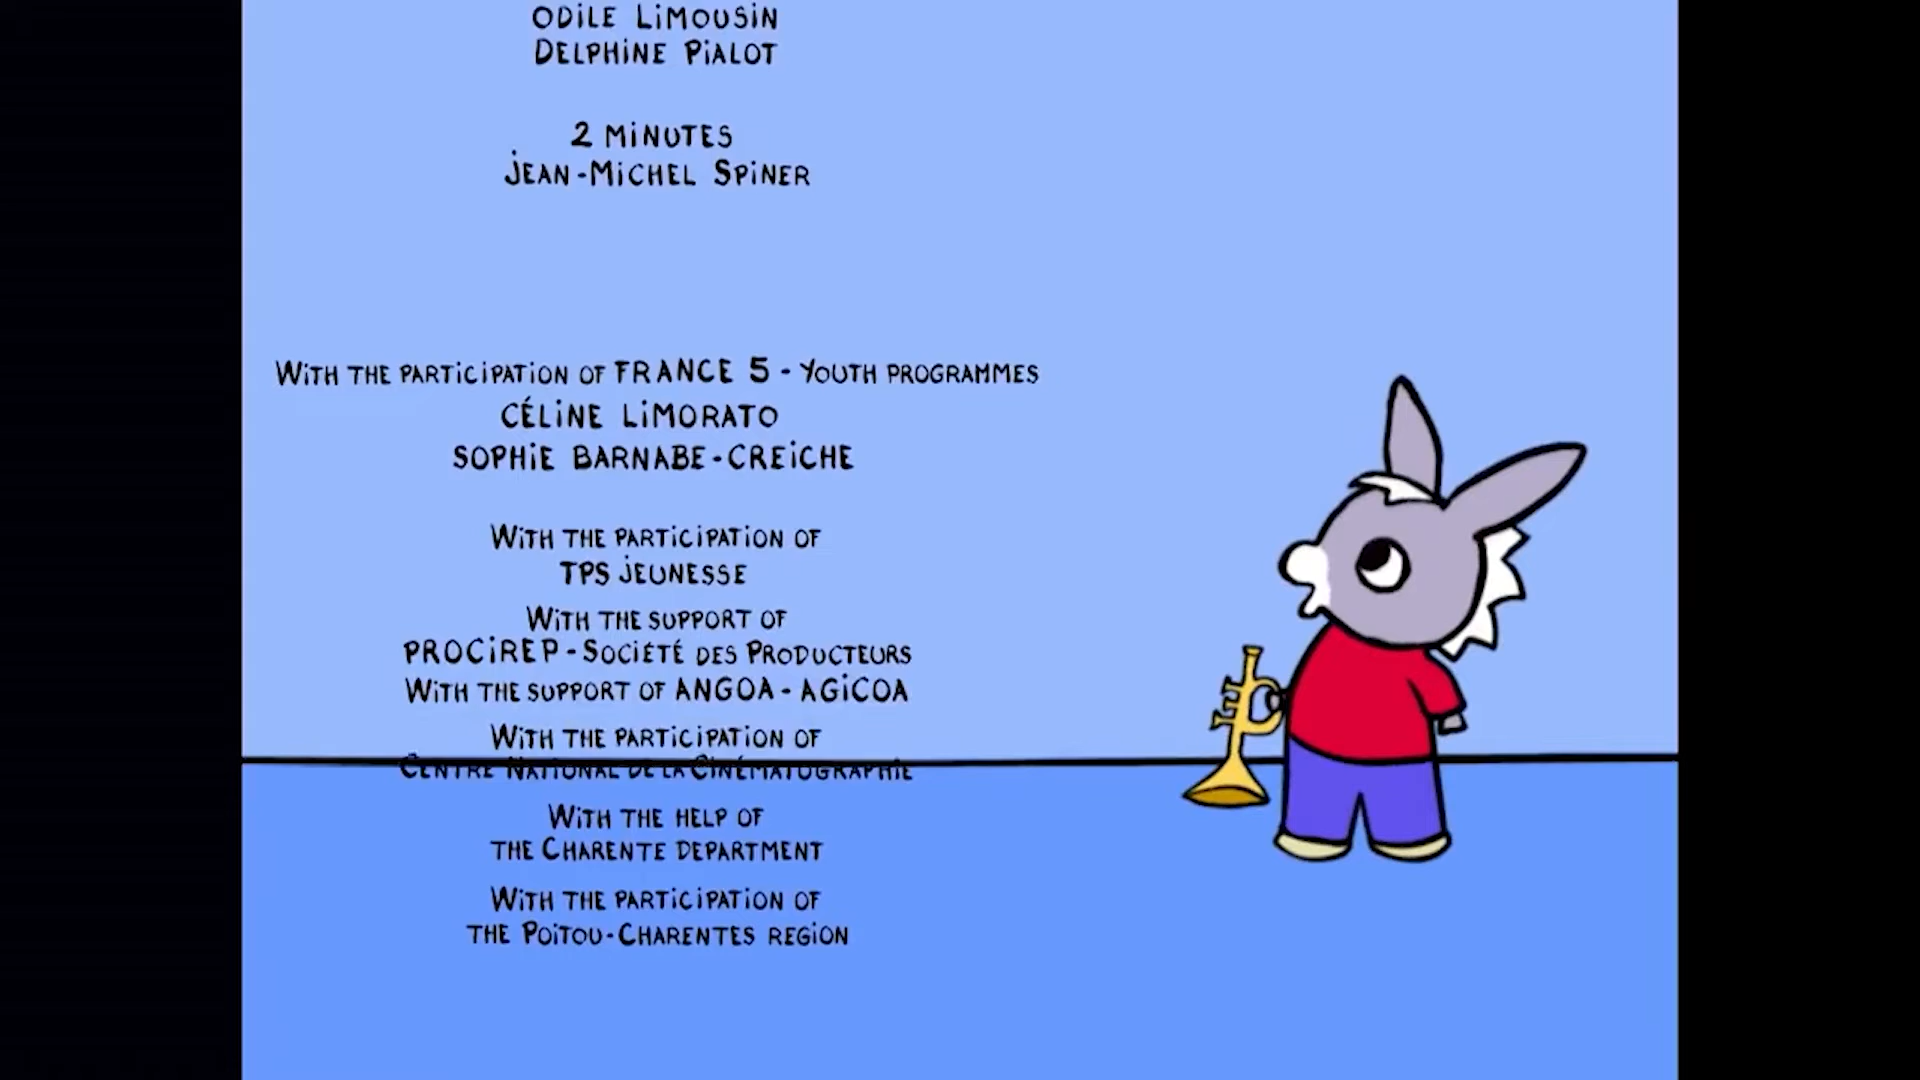 ODILE LIMOUSIN
DELPHINE PIALOT
2 MINUTES
JEAN-MICHEL SPINER
WITH THE PARTICIPATION OF FRANCE 5 - YOUTH PROGRAMMES
CÉLINE LIMORATO
SOPHIE BARNABE-CREICHE
WITH THE PARTICIPATION OF
TPS JEUNESSE
WITH THE SUPPORT OF
PROCIREP - SOCIÉTÉ DES PRODUCTEURS
WITH THE SUPPORT OF ANGOA - AGICOA
WITH THE PARTICIPATION OF
CENTRE NATIONAL DE LA CINÉMATOGRAPHIE
WITH THE HELP OF
THE CHARENTE DEPARTMENT
WITH THE PARTICIPATION OF
THE POITOU-CHARENTES REGION